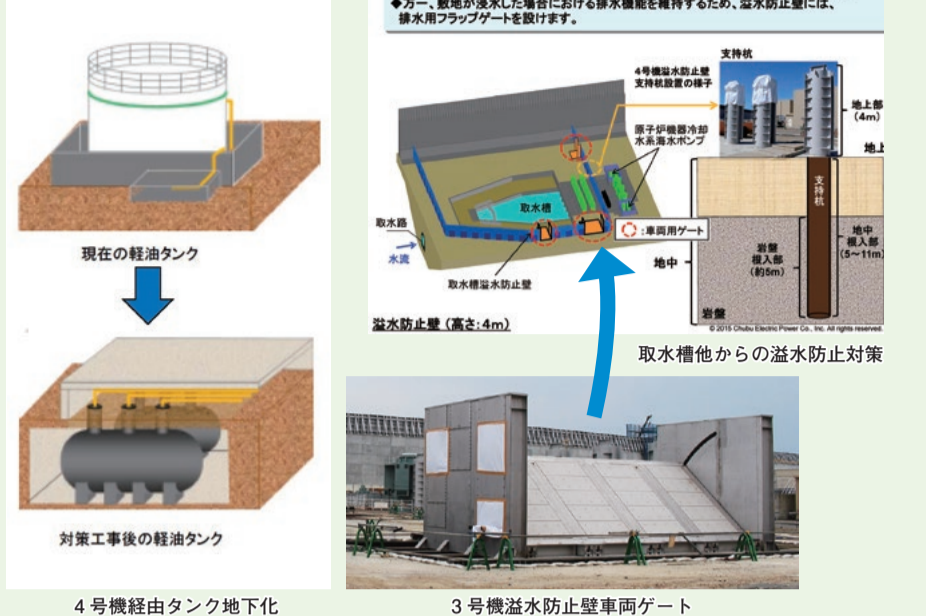 ◆万一、敷地が浸水した場合における排水機能を維持するため、溢水防止壁には、
排水用フラップゲートを設けます。
現在の軽油タンク
対策工事後の軽油タンク
4号機経由タンク地下化
支持杭
4号機溢水防止壁
支持杭設置の様子
原子炉機器冷却
水系海水ポンプ
地上部
(4m)
地上
支持杭
取水槽
取水路
水流
:車両用ゲート
取水槽溢水防止壁
地中
岩盤
根入部
(約5m)
地中
根入部
(5~11m)
岩盤
溢水防止壁(高さ:4m)
© 2015 Chubu Electric Power Co., Inc. All rights reserved.
取水槽他からの溢水防止対策
3号機溢水防止壁車両ゲート